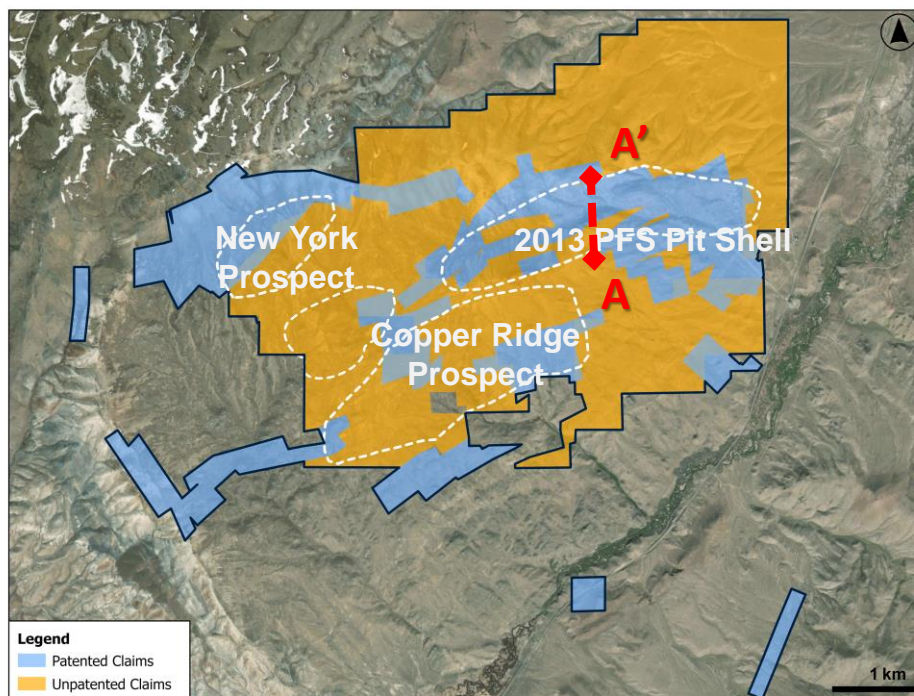 A’
New York
Prospect
2013 PFS Pit Shell
A
Copper Ridge
Prospect
Legend
Patented Claims
Unpatented Claims
1 km